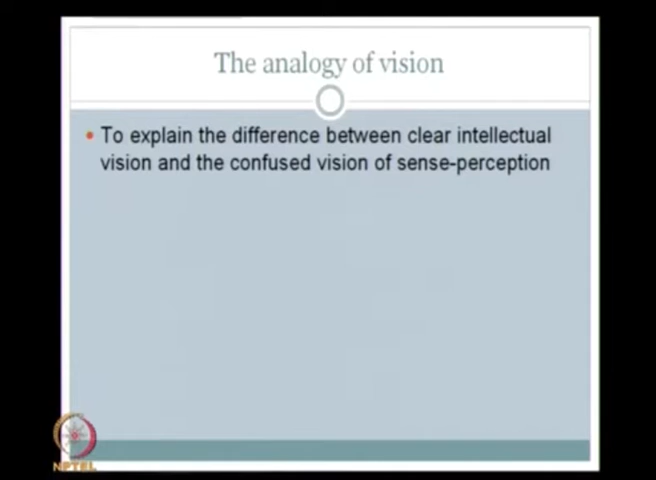 The analogy of vision
• To explain the difference between clear intellectual
vision and the confused vision of sense-perception
NPTEL